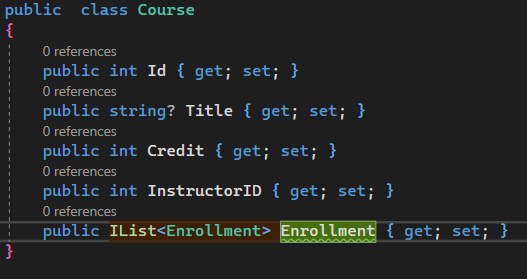 public  class Course
{
0 references
public int Id { get; set; }
0 references
public string? Title { get; set; }
0 references
public int Credit { get; set; }
0 references
public int InstructorID { get; set; }
0 references
public IList<Enrollment> Enrollment { get; set; }
}